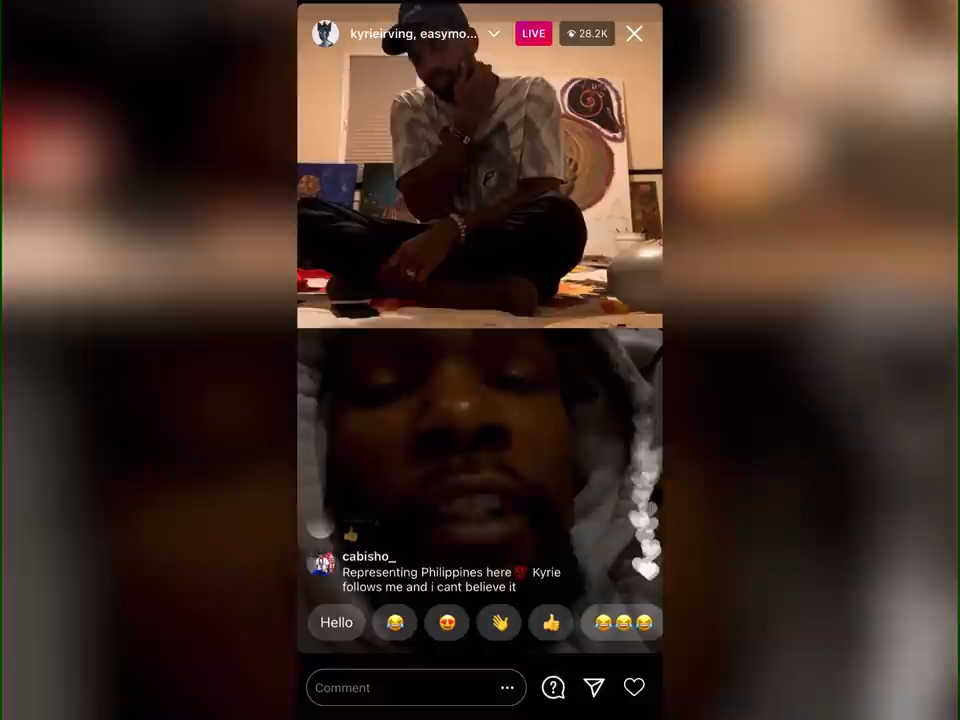 kyrieirving, easymo...
LIVE
28.2K
cabisho_
Representing Philippines here Kyrie
follows me and i cant believe it
Hello
Comment